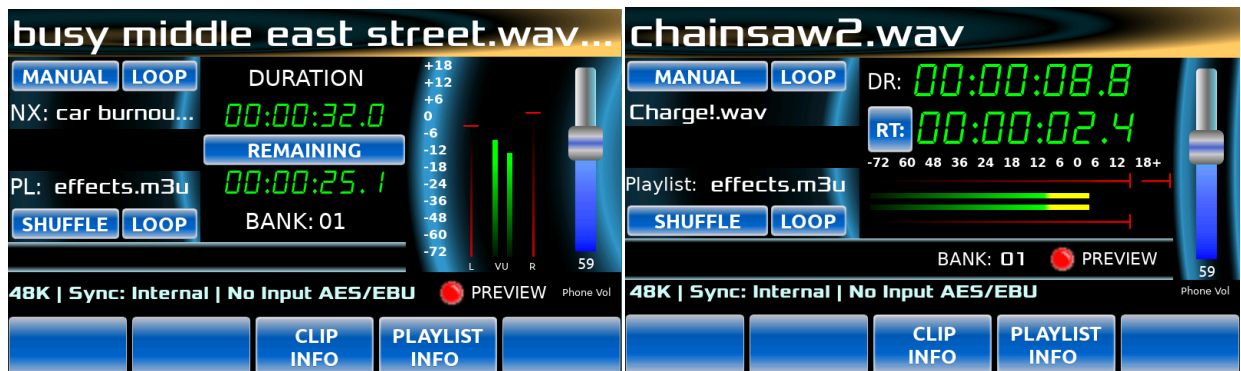 busy middle east street.wav...
MANUAL LOOP
NX: car burnou...
PL: effects.m3u
SHUFFLE LOOP
DURATION
00:00:32.0
REMAINING
00:00:25.1
BANK: 01
+18
+12
+6
0
-6
-12
-18
-24
-36
-48
-60
-72
L VU R
59
48K | Sync: Internal | No Input AES/EBU
PREVIEW
Phone Vol
CLIP
INFO
PLAYLIST
INFO
chainsaw2.wav
MANUAL LOOP
Charge!.wav
Playlist: effects.m3u
SHUFFLE LOOP
DR: 00:00:08.8
RT: 00:00:02.4
-72 60 48 36 24 18 12 6 0 6 12 18+
BANK: 01
PREVIEW
59
48K | Sync: Internal | No Input AES/EBU
Phone Vol
CLIP
INFO
PLAYLIST
INFO